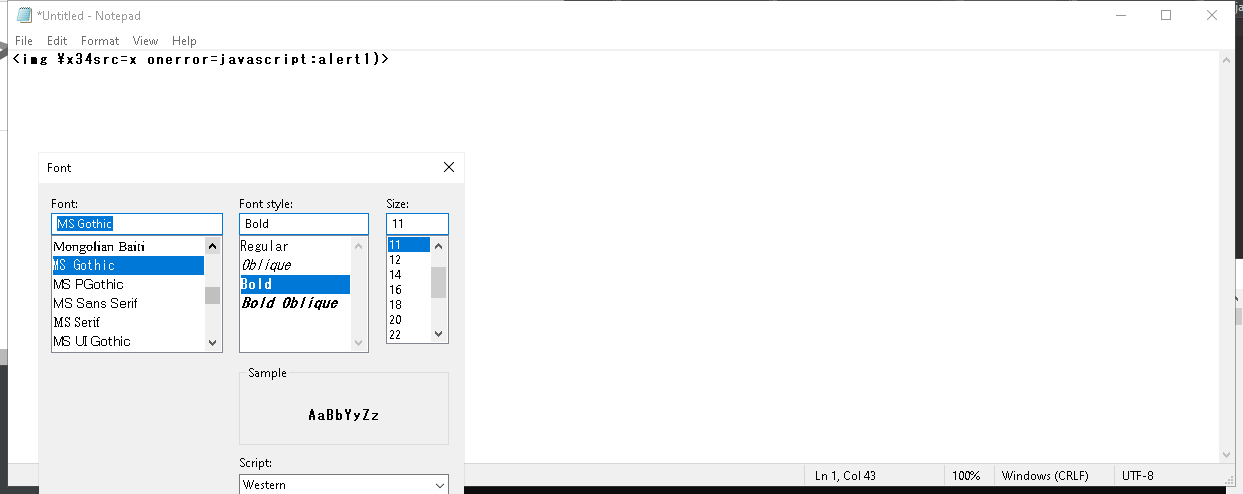 *Untitled - Notepad
File Edit Format View Help
<img ¥x34src=x onerror=javascript:alert1)>
Font
Font: Font style: Size:
MS Gothic Bold 11
Mongolian Baiti Regular 11
MS Gothic Oblique 12
MS PGothic Bold 14
MS Sans Serif Bold Oblique 16
MS Serif 18
MS UI Gothic 20
22
Sample
AaBbYyZz
Script:
Western
Ln 1, Col 43 100% Windows (CRLF) UTF-8